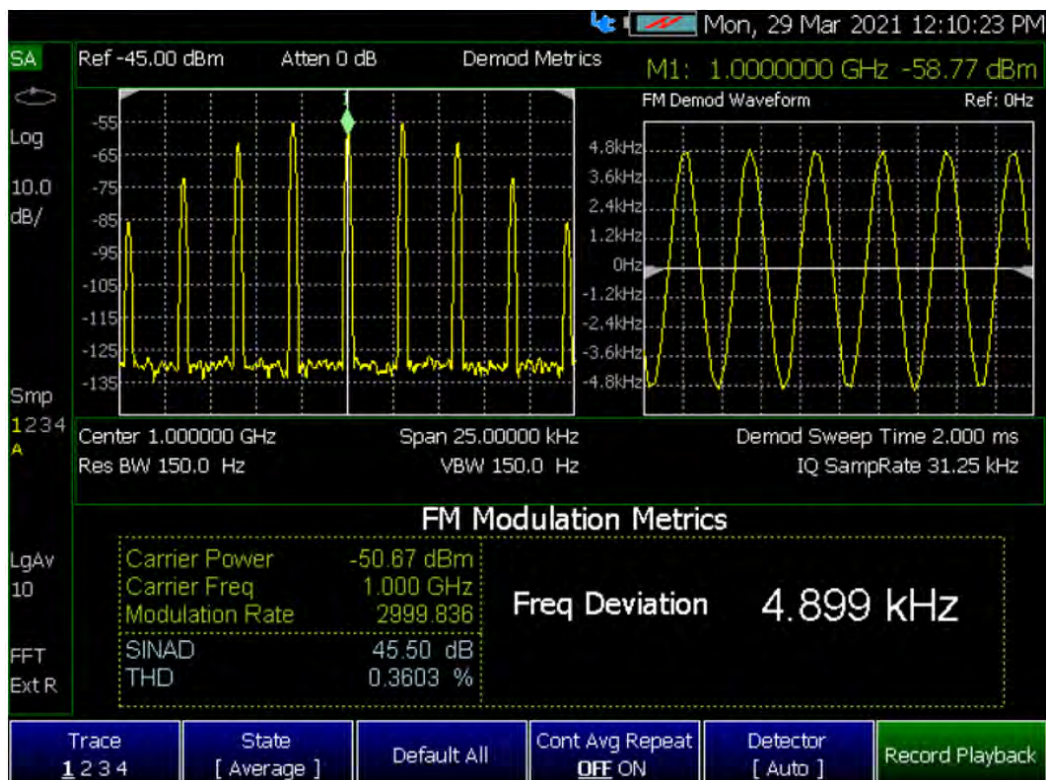 Mon, 29 Mar 2021 12:10:23 PM
SA
Ref -45.00 dBm Atten 0 dB Demod Metrics M1: 1.0000000 GHz -58.77 dBm
FM Demod Waveform Ref: 0Hz
Log
10.0
dB/
1
-55
-65
-75
-85
-95
-105
-115
-125
-135
4.8kHz
3.6kHz
2.4kHz
1.2kHz
0Hz
-1.2kHz
-2.4kHz
-3.6kHz
-4.8kHz
Smp
1234
A
Center 1.000000 GHz Span 25.00000 kHz Demod Sweep Time 2.000 ms
Res BW 150.0 Hz VBW 150.0 Hz IQ SampRate 31.25 kHz
FM Modulation Metrics
LgAv
10
Carrier Power -50.67 dBm
Carrier Freq 1.000 GHz
Modulation Rate 2999.836
Freq Deviation 4.899 kHz
SINAD 45.50 dB
THD 0.3603 %
FFT
Ext R
Trace
1 2 3 4
State
[ Average ]
Default All
Cont Avg Repeat
OFF ON
Detector
[ Auto ]
Record Playback